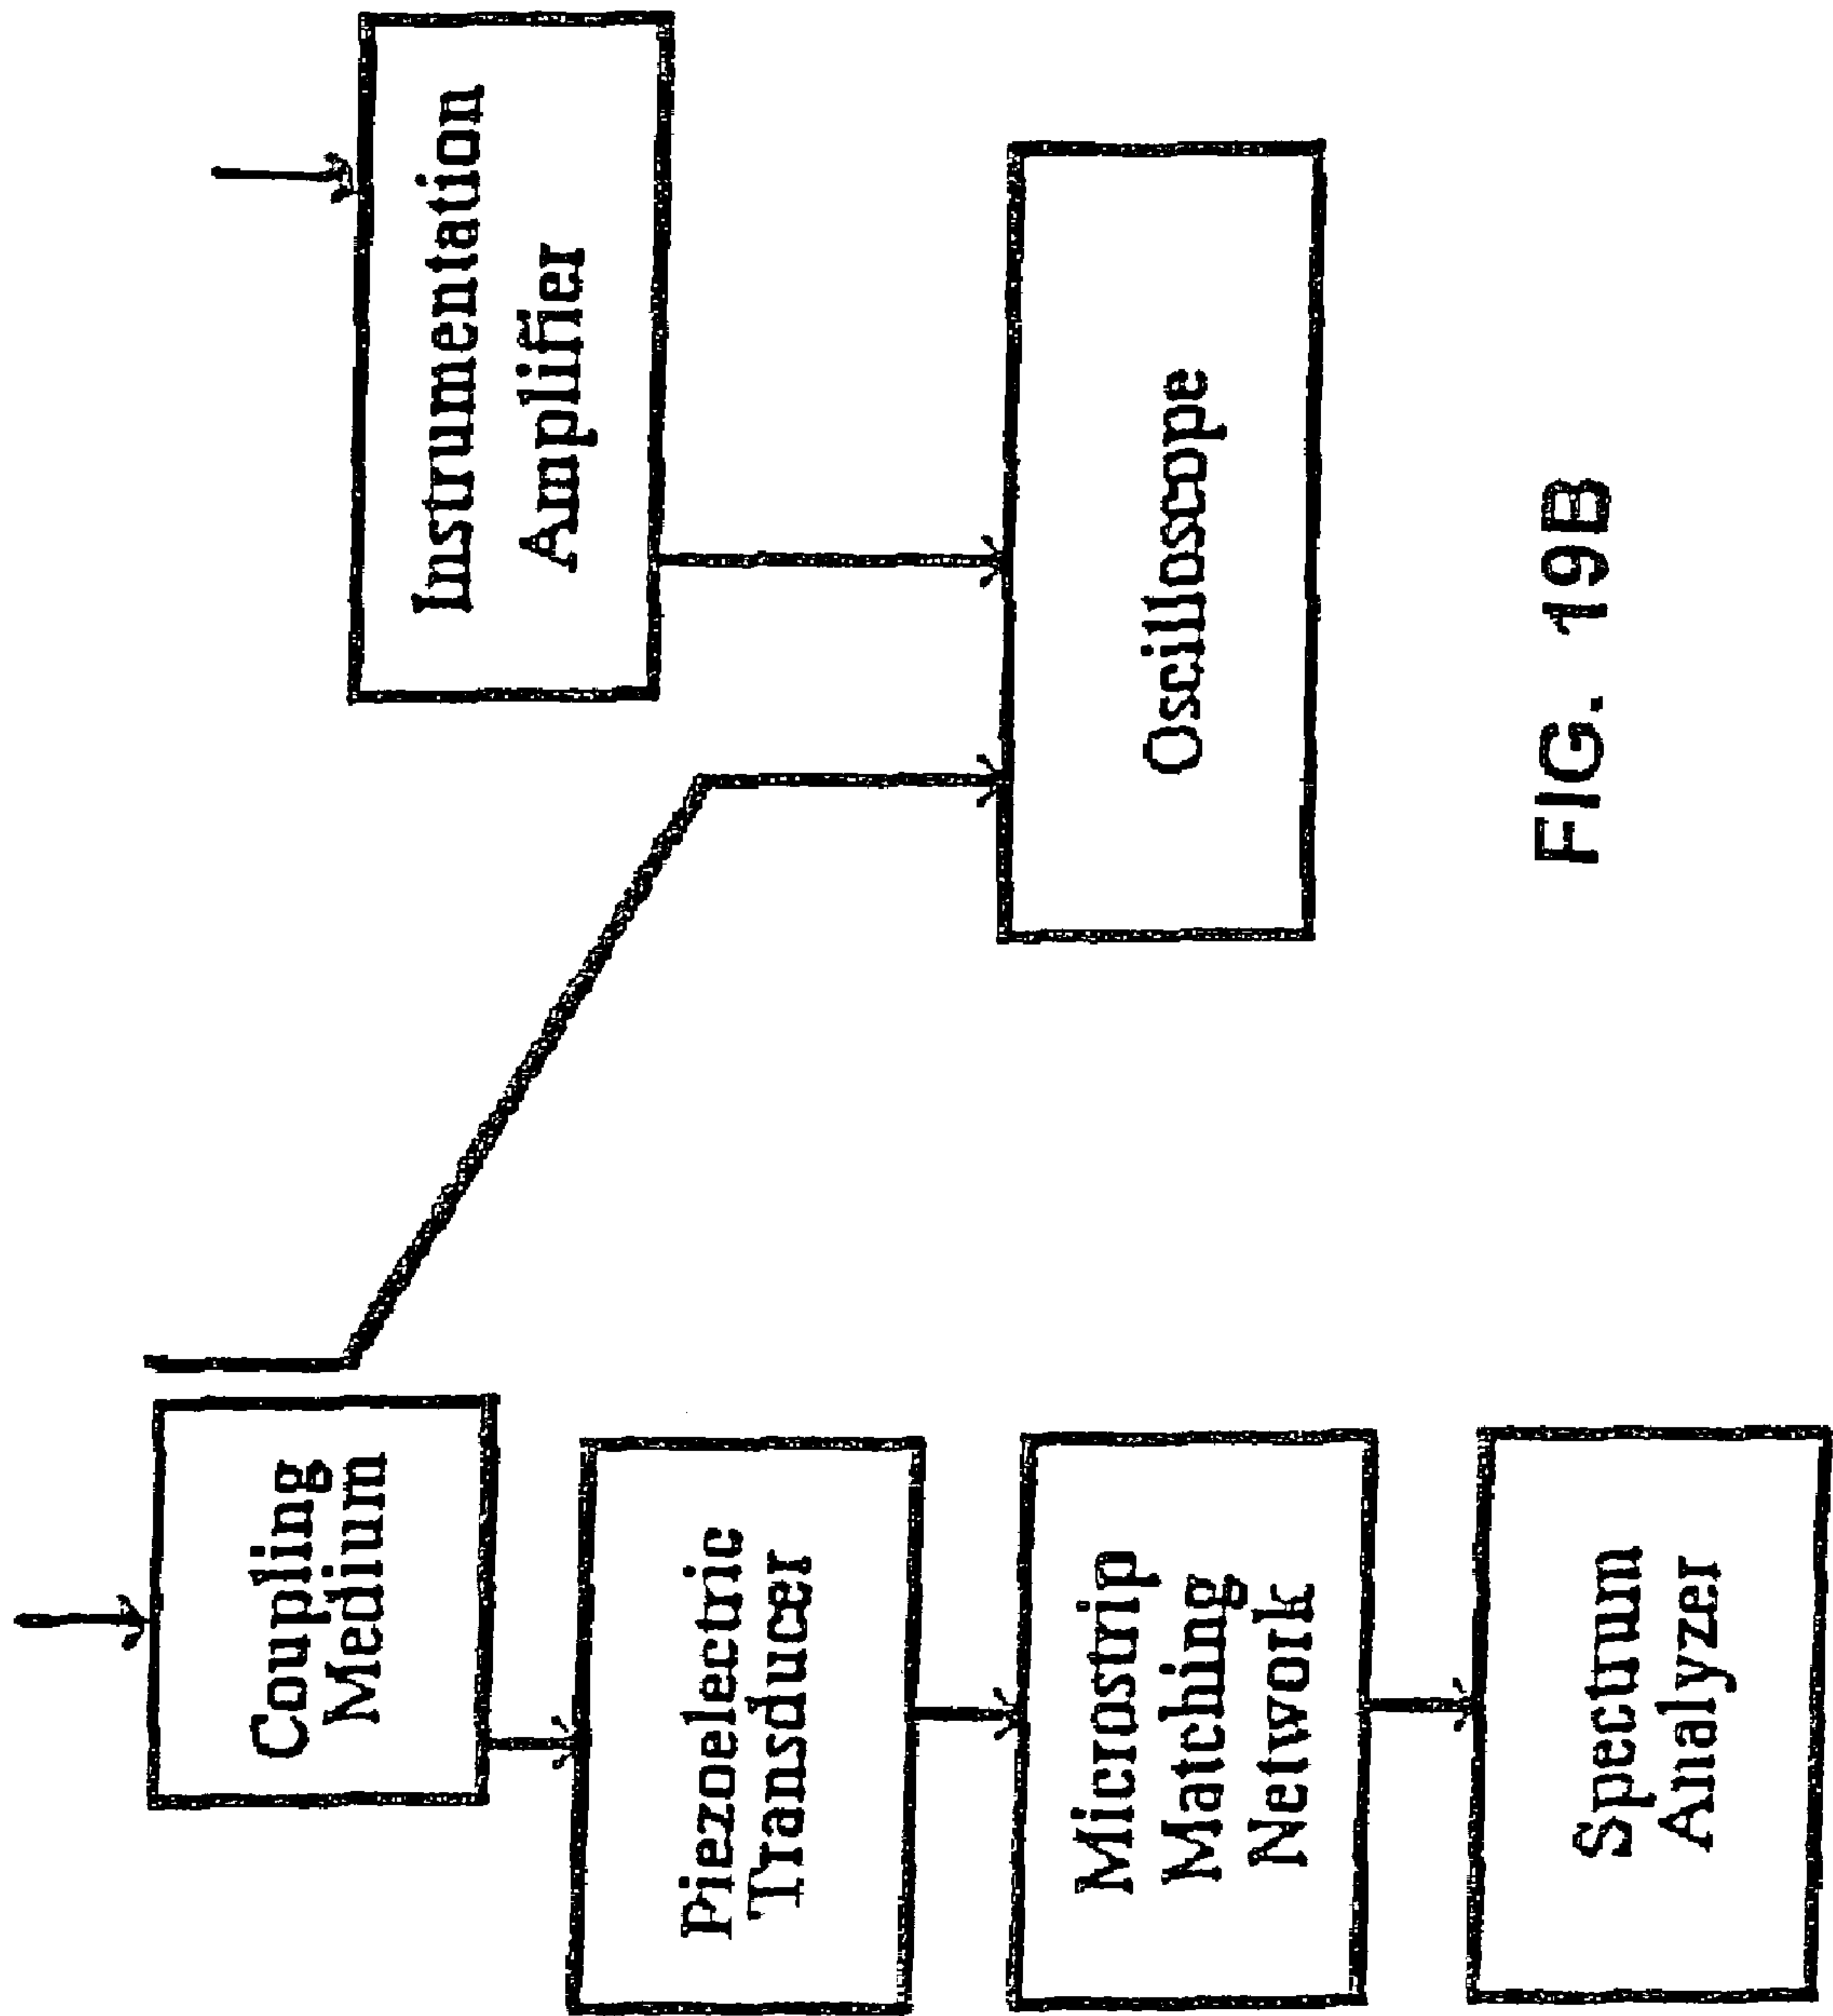 Coupling
Medium
Piezoelectric
Transducer
Microstrip
Matching
Network
Spectrum
Analyzer
Instrumentation
Amplifier
Oscilloscope
FIG. 19B